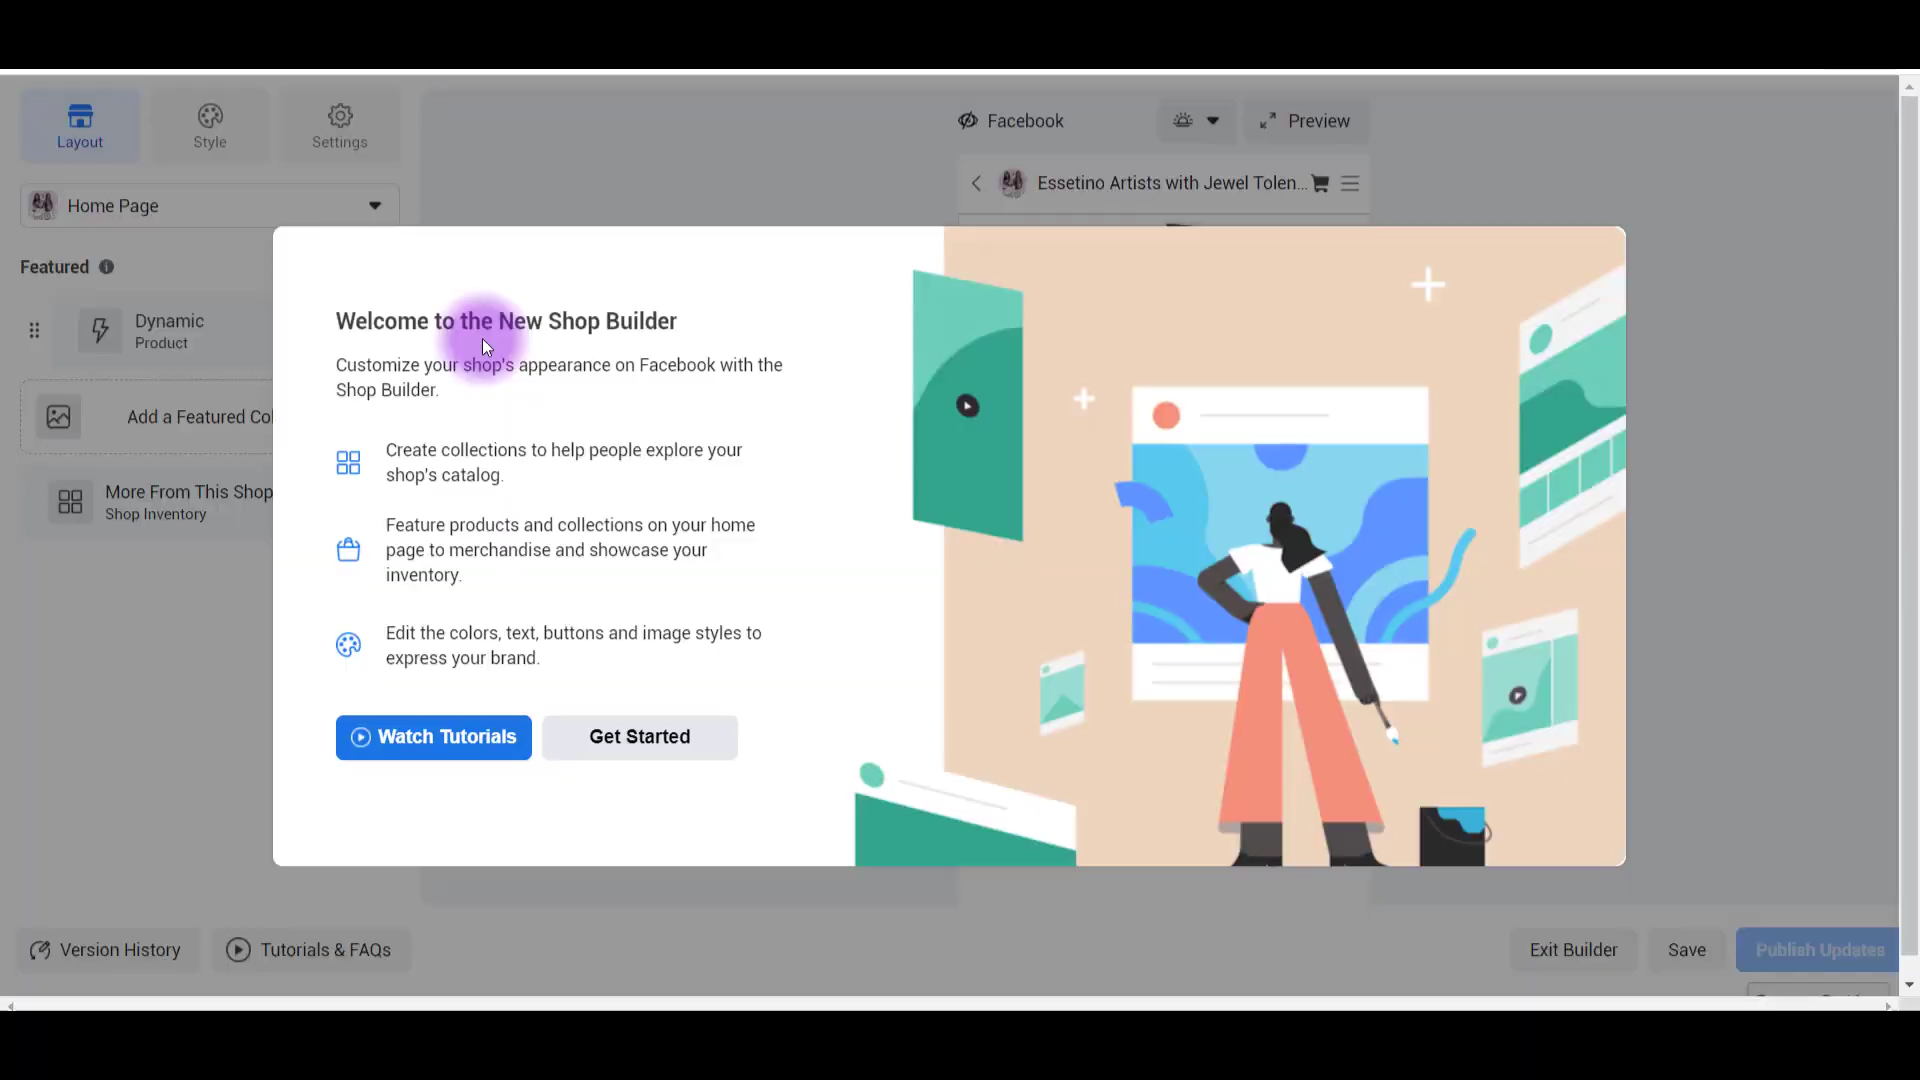 Layout
Style
Settings
Facebook
Preview
Home Page
Essetino Artists with Jewel Tolen...
Featured
Dynamic
Product
Add a Featured Col
More From This Shop
Shop Inventory
Welcome to the New Shop Builder
Customize your shop's appearance on Facebook with the
Shop Builder.
Create collections to help people explore your
shop's catalog.
Feature products and collections on your home
page to merchandise and showcase your
inventory.
Edit the colors, text, buttons and image styles to
express your brand.
Watch Tutorials
Get Started
Version History
Tutorials & FAQs
Exit Builder
Save
Publish Updates